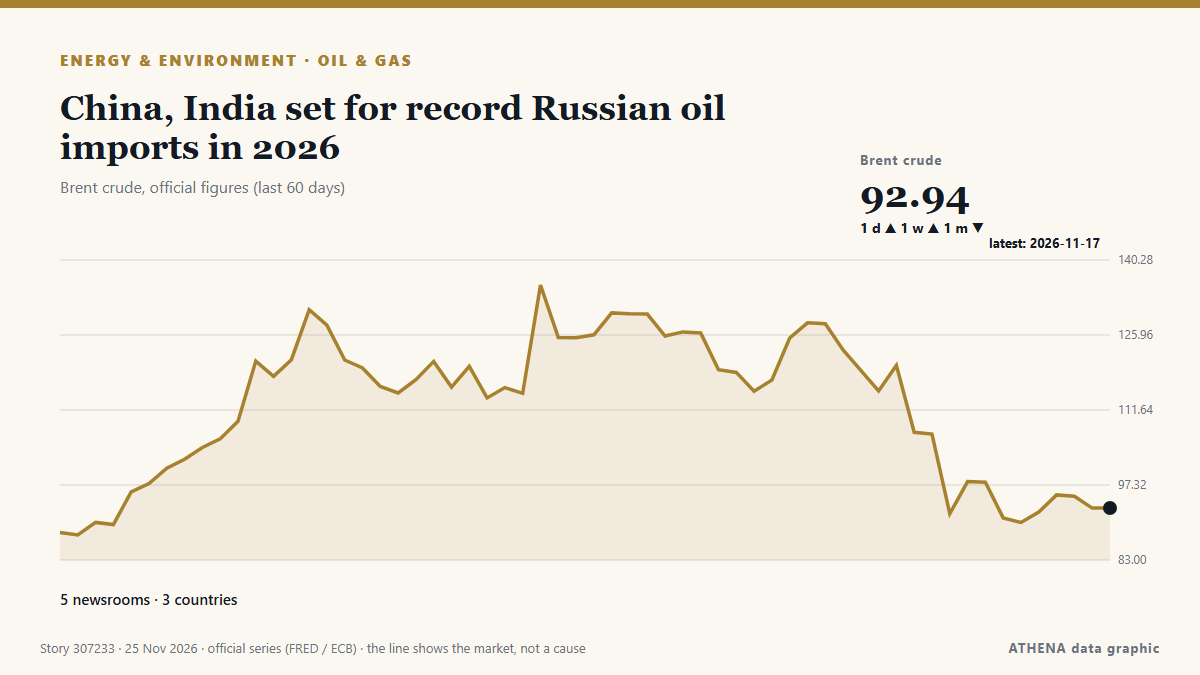 ENERGY & ENVIRONMENT · OIL & GAS
China, India set for record Russian oil
imports in 2026
Brent crude, official figures (last 60 days)
Brent crude
92.94
1 d ▲ 1 w ▲ 1 m ▼
latest: 2026-11-17
140.28
125.96
111.64
97.32
83.00
5 newsrooms · 3 countries
Story 307233 · 25 Nov 2026 · official series (FRED / ECB) · the line shows the market, not a cause
ATHENA data graphic